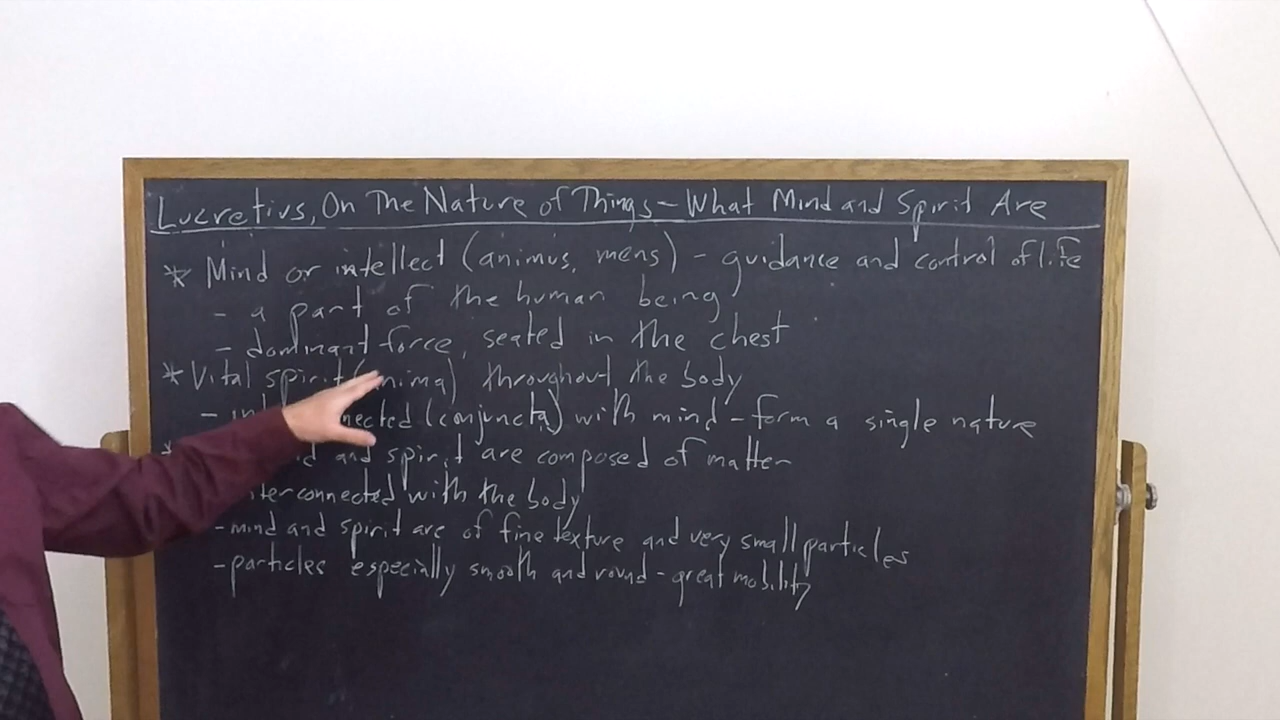 Lucretius, On The Nature of Things - What Mind and Spirit Are
* Mind or intellect (animus, mens) - guidance and control of life
- a part of the human being
- dominant force, seated in the chest
* Vital spirit (anima) throughout the body
- (conjuncta) with mind - form a single nature
* and spirit are composed of matter
interconnected with the body
- mind and spirit are of fine texture and very small particles
- particles especially smooth and round - great mobility